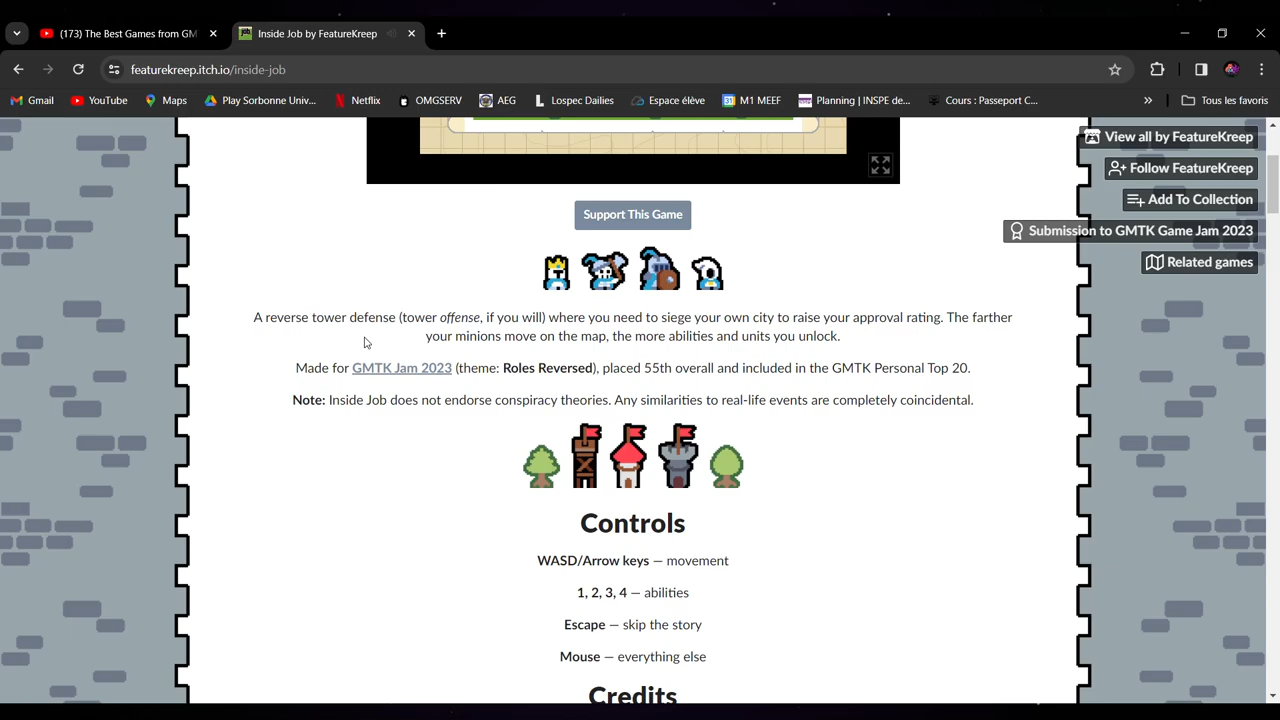 (173) The Best Games from GM
Inside Job by FeatureKreep
featurekreep.itch.io/inside-job
Gmail YouTube Maps Play Sorbonne Univ... Netflix OMGSERV AEG Lospec Dailies Espace élève M1 MEEF Planning | INSPE de... Cours : Passeport C... » Tous les favoris
View all by FeatureKreep
Follow FeatureKreep
Add To Collection
Submission to GMTK Game Jam 2023
Related games
Support This Game
A reverse tower defense (tower offense, if you will) where you need to siege your own city to raise your approval rating. The farther
your minions move on the map, the more abilities and units you unlock.
Made for GMTK Jam 2023 (theme: Roles Reversed), placed 55th overall and included in the GMTK Personal Top 20.
Note: Inside Job does not endorse conspiracy theories. Any similarities to real-life events are completely coincidental.
Controls
WASD/Arrow keys — movement
1, 2, 3, 4 — abilities
Escape — skip the story
Mouse — everything else
Credits